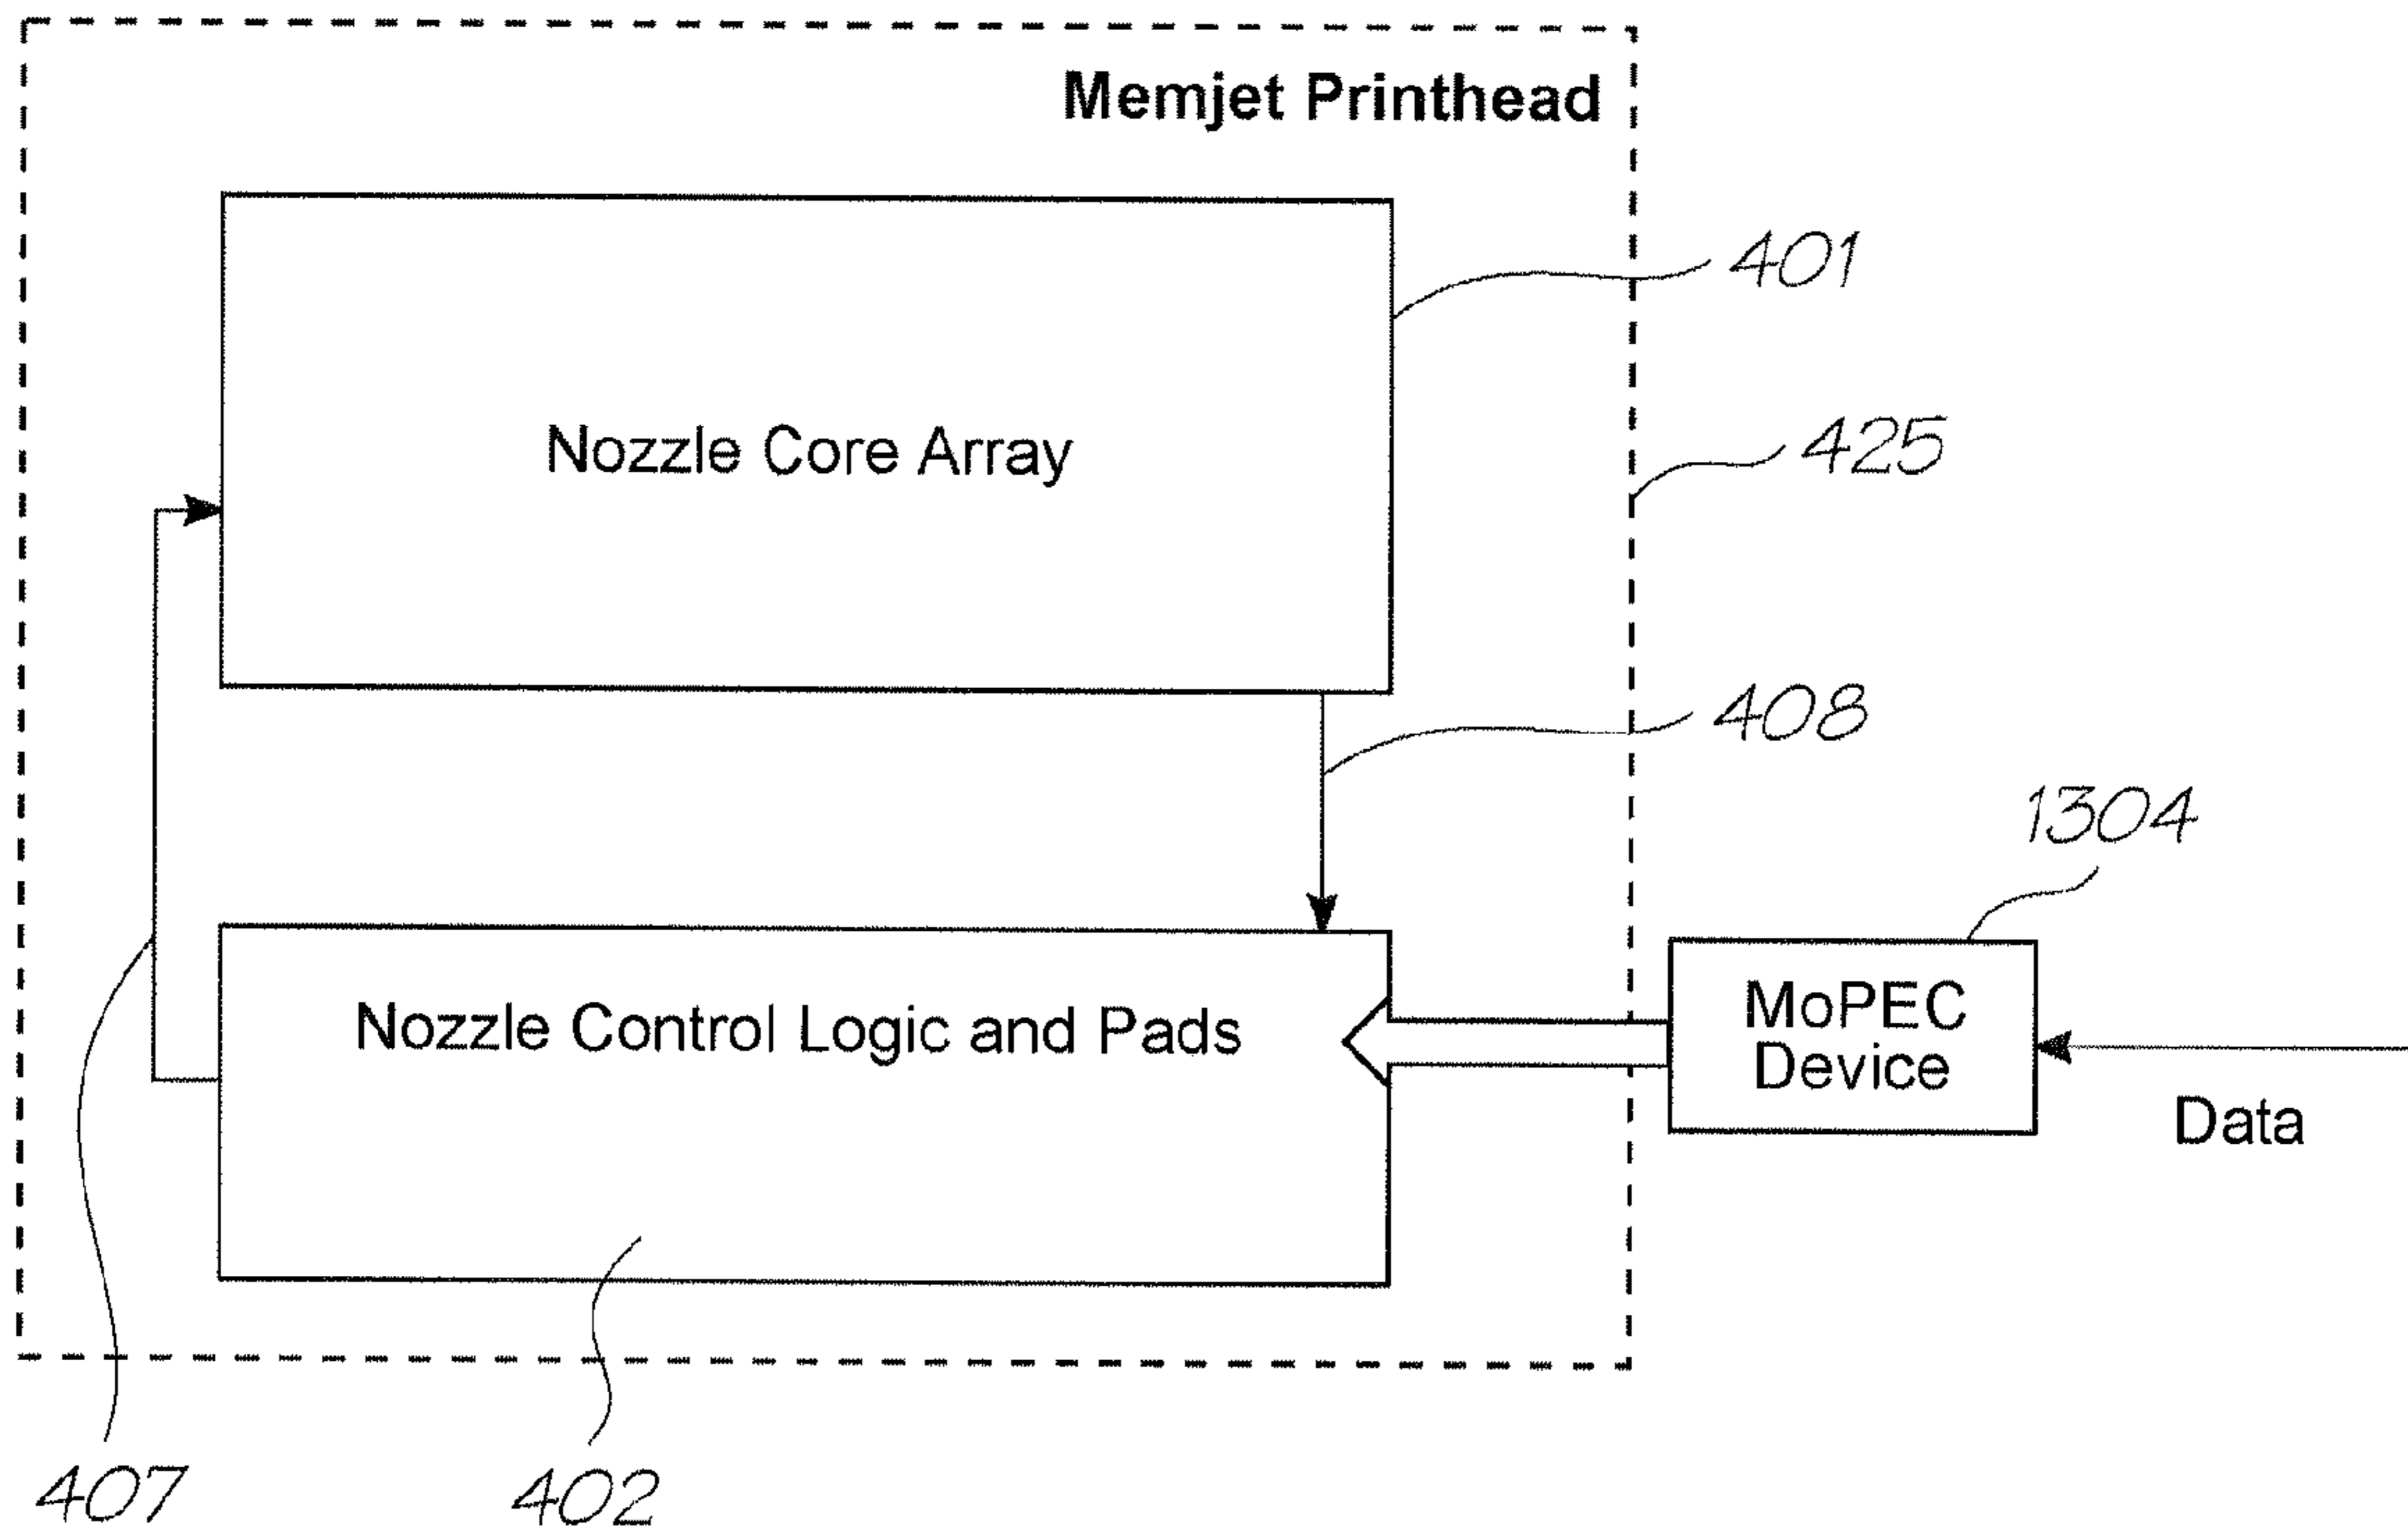 Memjet Printhead
401
Nozzle Core Array
425
408
1304
Nozzle Control Logic and Pads
MoPEC
Device
Data
407
402